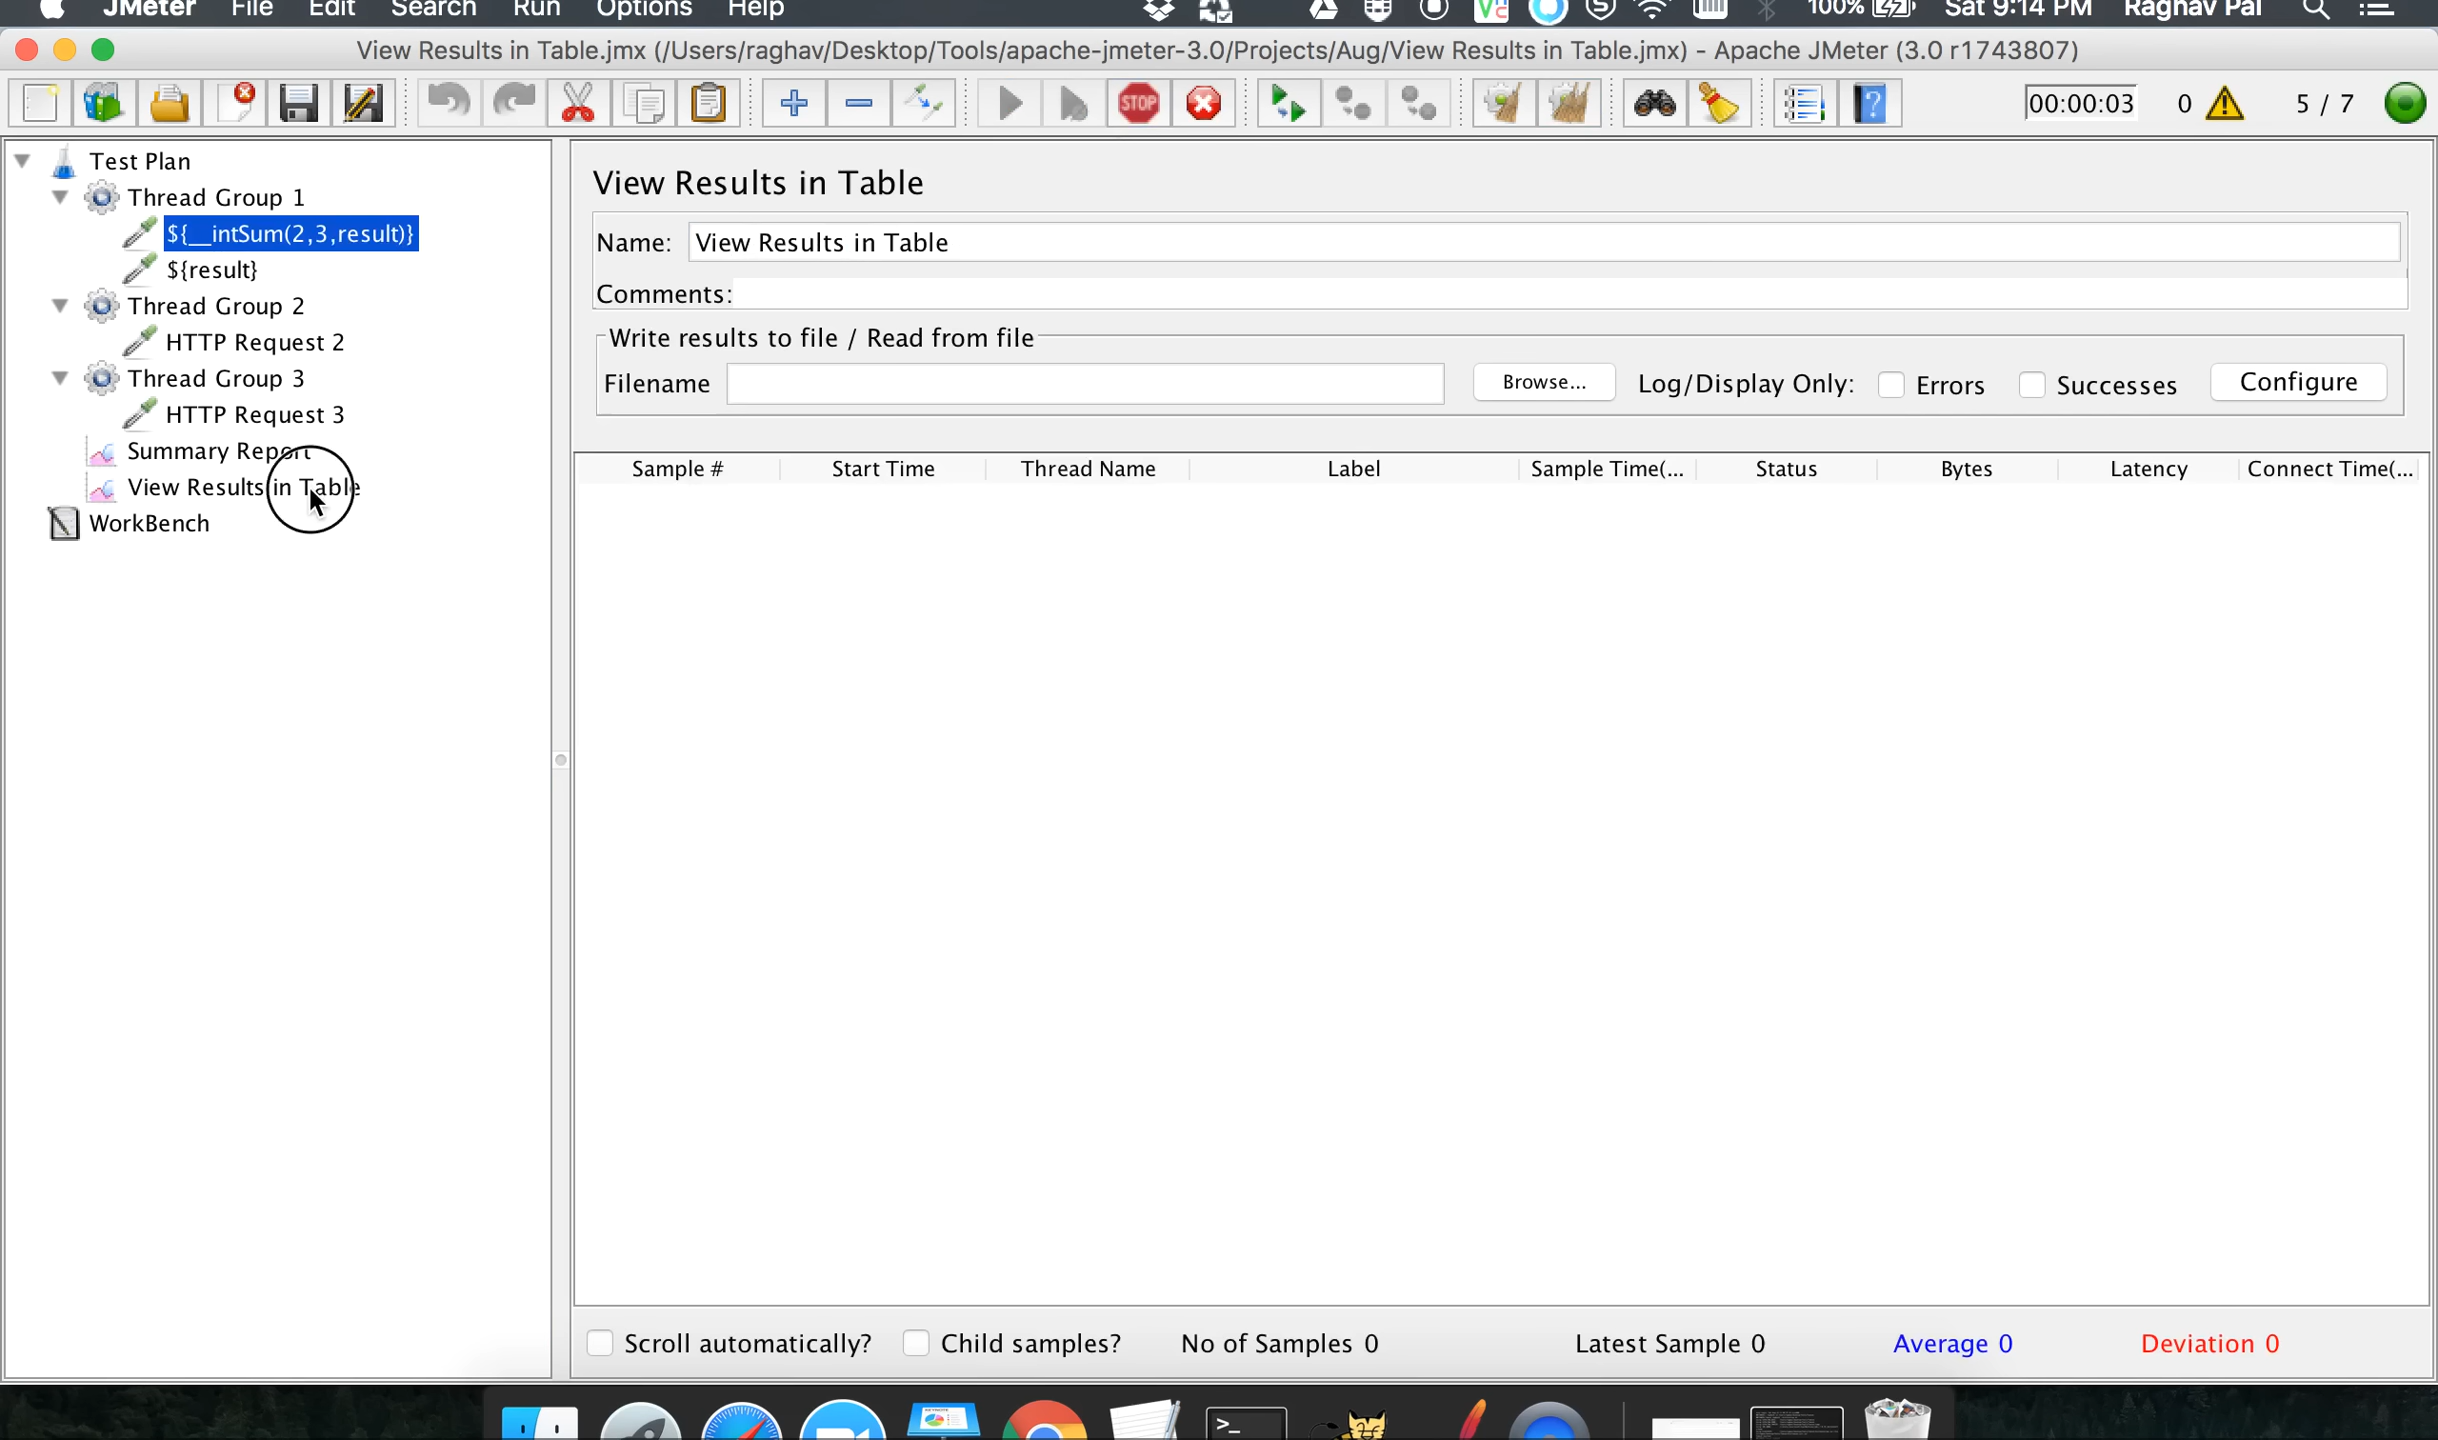 JMeter File Edit Search Run Options Help 100% Sat 9:14 PM Raghav Pal
View Results in Table.jmx (/Users/raghav/Desktop/Tools/apache-jmeter-3.0/Projects/Aug/View Results in Table.jmx) - Apache JMeter (3.0 r1743807)
STOP 00:00:03 0 5 / 7
Test Plan
Thread Group 1
${__intSum(2,3,result)}
${result}
Thread Group 2
HTTP Request 2
Thread Group 3
HTTP Request 3
Summary Report
View Results in Table
WorkBench
View Results in Table
Name: View Results in Table
Comments:
Write results to file / Read from file
Filename Browse... Log/Display Only: Errors Successes Configure
Sample # Start Time Thread Name Label Sample Time(... Status Bytes Latency Connect Time(...
Scroll automatically? Child samples? No of Samples 0 Latest Sample 0 Average 0 Deviation 0